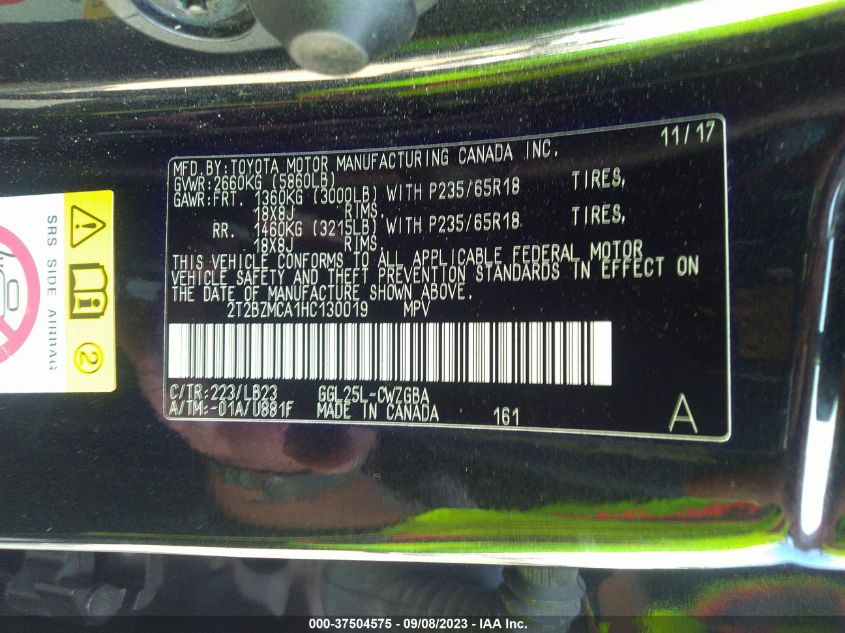 11/17
MFD.BY:TOYOTA MOTOR MANUFACTURING CANADA INC.
GVWR:2660KG (5860LB)
GAWR:FRT. 1360KG (3000LB) WITH P235/65R18 TIRES,
18X8J RIMS.
RR. 1460KG (3215LB) WITH P235/65R18 TIRES,
18X8J RIMS.
THIS VEHICLE CONFORMS TO ALL APPLICABLE FEDERAL MOTOR
VEHICLE SAFETY AND THEFT PREVENTION STANDARDS IN EFFECT ON
THE DATE OF MANUFACTURE SHOWN ABOVE.
2T2BZMCA1HC130019 MPV
C/TR:223/LB23 GGL25L-CWZGBA
A/TM:-01A/U881F MADE IN CANADA 161 A
SRS SIDE AIRBAG
2
000-37504575 - 09/08/2023 - IAA Inc.